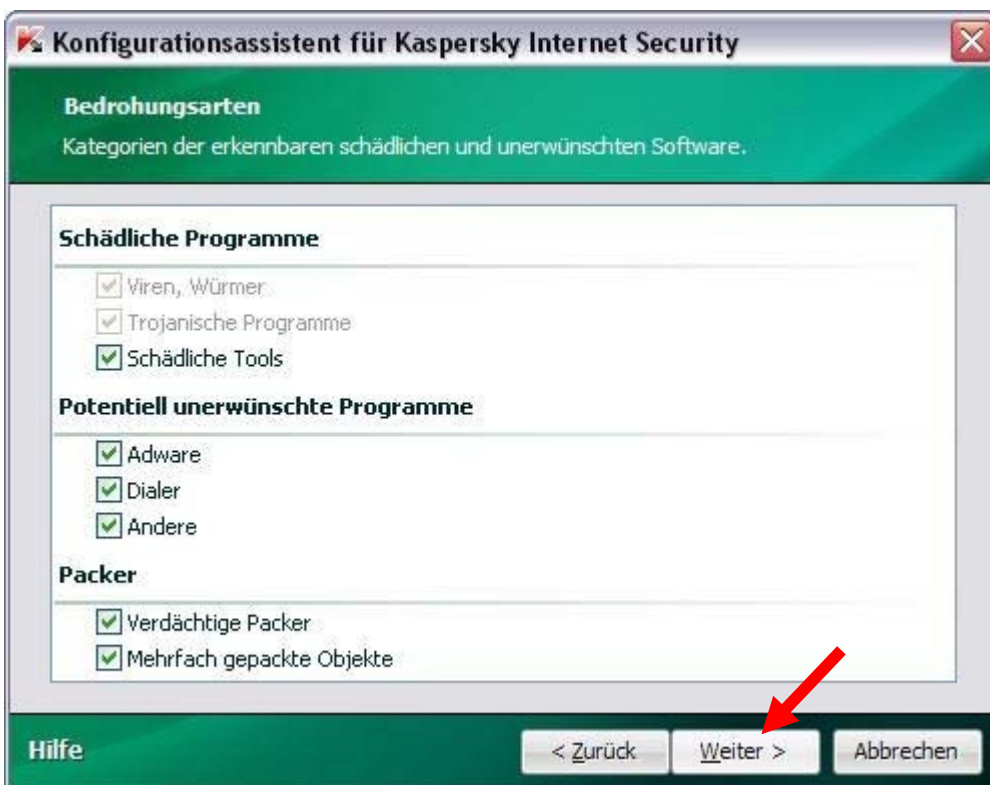 Konfigurationsassistent für Kaspersky Internet Security
Bedrohungsarten
Kategorien der erkennbaren schädlichen und unerwünschten Software.
Schädliche Programme
Viren, Würmer
Trojanische Programme
Schädliche Tools
Potentiell unerwünschte Programme
Adware
Dialer
Andere
Packer
Verdächtige Packer
Mehrfach gepackte Objekte
Hilfe
< Zurück
Weiter >
Abbrechen